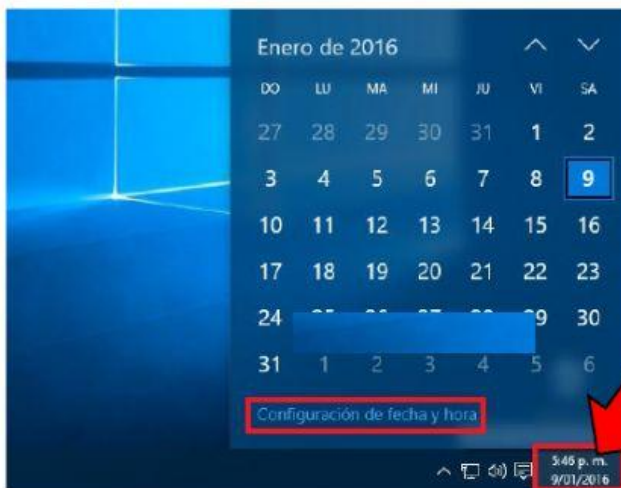 Enero de 2016
DO LU MA MI JU VI SA
27 28 29 30 31 1 2
3 4 5 6 7 8 9
10 11 12 13 14 15 16
17 18 19 20 21 22 23
24 30
31 1 2 3 4 5 6
Configuración de fecha y hora
5:46 p. m.
9/01/2016